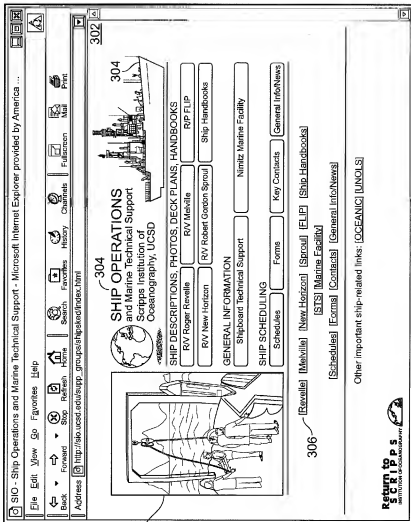 SIO - Ship Operations and Marine Technical Support - Microsoft Internet Explorer provided by America ...
File Edit View Go Favorites Help
Back Forward Stop Refresh Home Search Favorites History Channels Fullscreen Mail Print
Address http://sio.ucsd.edu/supp_groups/shipsked/index.html
302
304
304
SHIP OPERATIONS
and Marine Technical Support
Scripps Institution of
Oceanography, UCSD
SHIP DESCRIPTIONS, PHOTOS, DECK PLANS, HANDBOOKS
R/V Roger Revelle R/V Melville R/P FLIP
R/V New Horizon R/V Robert Gordon Sproul Ship Handbooks
GENERAL INFORMATION
Shipboard Technical Support Nimitz Marine Facility
SHIP SCHEDULING
Schedules Forms Key Contacts General Info/News
306
[Revelle] [Melville] [New Horizon] [Sproul] [FLIP] [Ship Handbooks]
[STS] [Marine Facility]
[Schedules] [Forms] [Contacts] [General Info/News]
Other important ship-related links: [OCEANIC] [UNOLS]
Return to
SCRIPPS
INSTITUTION OF OCEANOGRAPHY